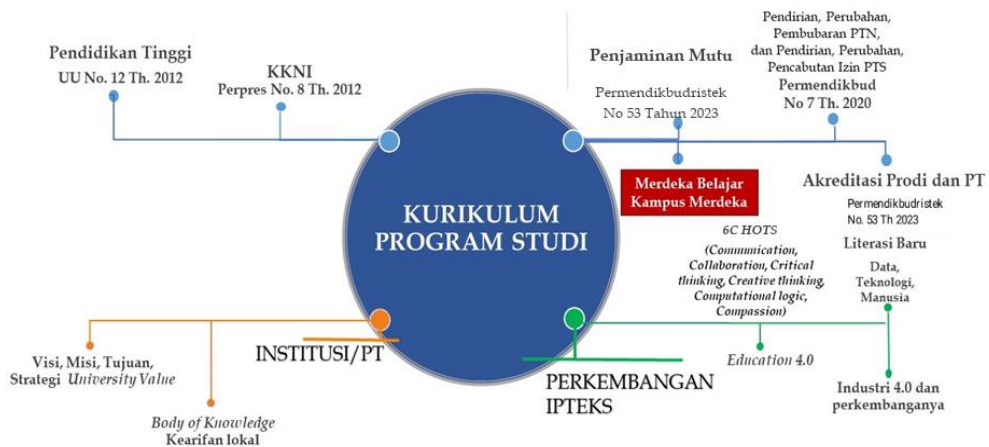 Pendidikan Tinggi
UU No. 12 Th. 2012
KKNI
Perpres No. 8 Th. 2012
Penjaminan Mutu
Permendikbudristek
No 53 Tahun 2023
Pendirian, Perubahan,
Pembubaran PTN,
dan Pendirian, Perubahan,
Pencabutan Izin PTS
Permendikbud
No 7 Th. 2020
Merdeka Belajar
Kampus Merdeka
Akreditasi Prodi dan PT
Permendikbudristek
No. 53 Th 2023
KURIKULUM
PROGRAM STUDI
6C HOTS
(Communication,
Collaboration, Critical
thinking, Creative thinking,
Computational logic,
Compassion)
Literasi Baru
Data,
Teknologi,
Manusia
INSTITUSI/PT
Visi, Misi, Tujuan,
Strategi University Value
Body of Knowledge
Kearifan lokal
PERKEMBANGAN
IPTEKS
Education 4.0
Industri 4.0 dan
perkembanganya